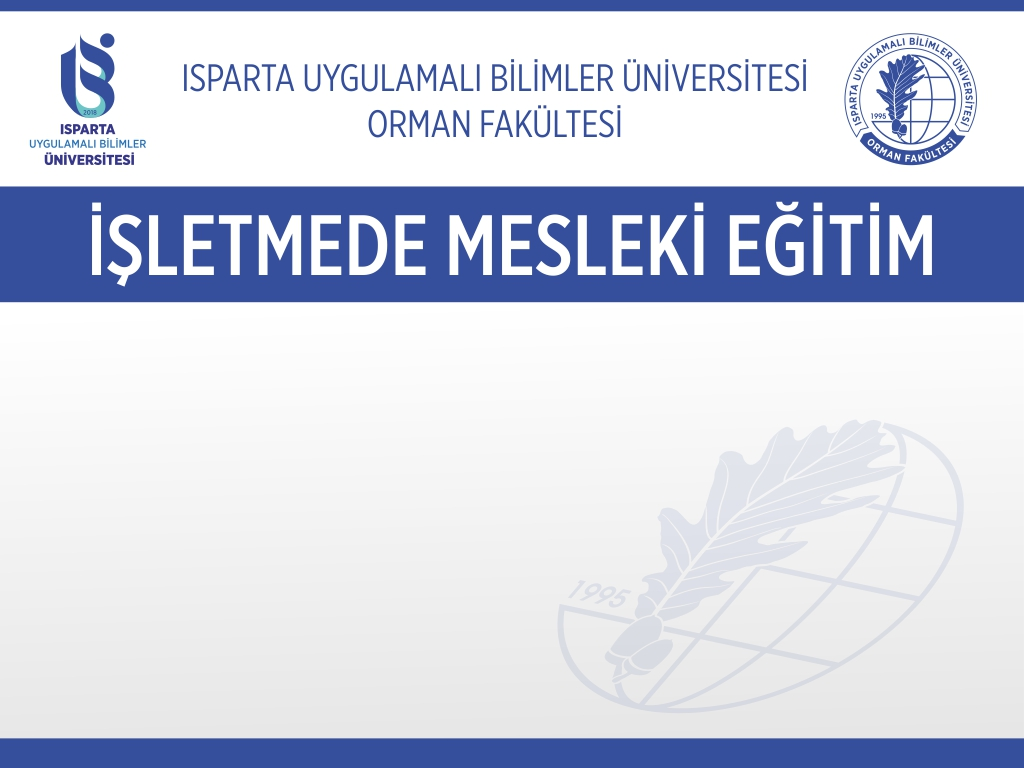 ISPARTA UYGULAMALI BİLİMLER ÜNİVERSİTESİ
ORMAN FAKÜLTESİ
2018
ISPARTA
UYGULAMALI BİLİMLER
ÜNİVERSİTESİ
ISPARTA UYGULAMALI BİLİMLER ÜNİVERSİTESİ
1995
ORMAN FAKÜLTESİ
İŞLETMEDE MESLEKİ EĞİTİM
1995